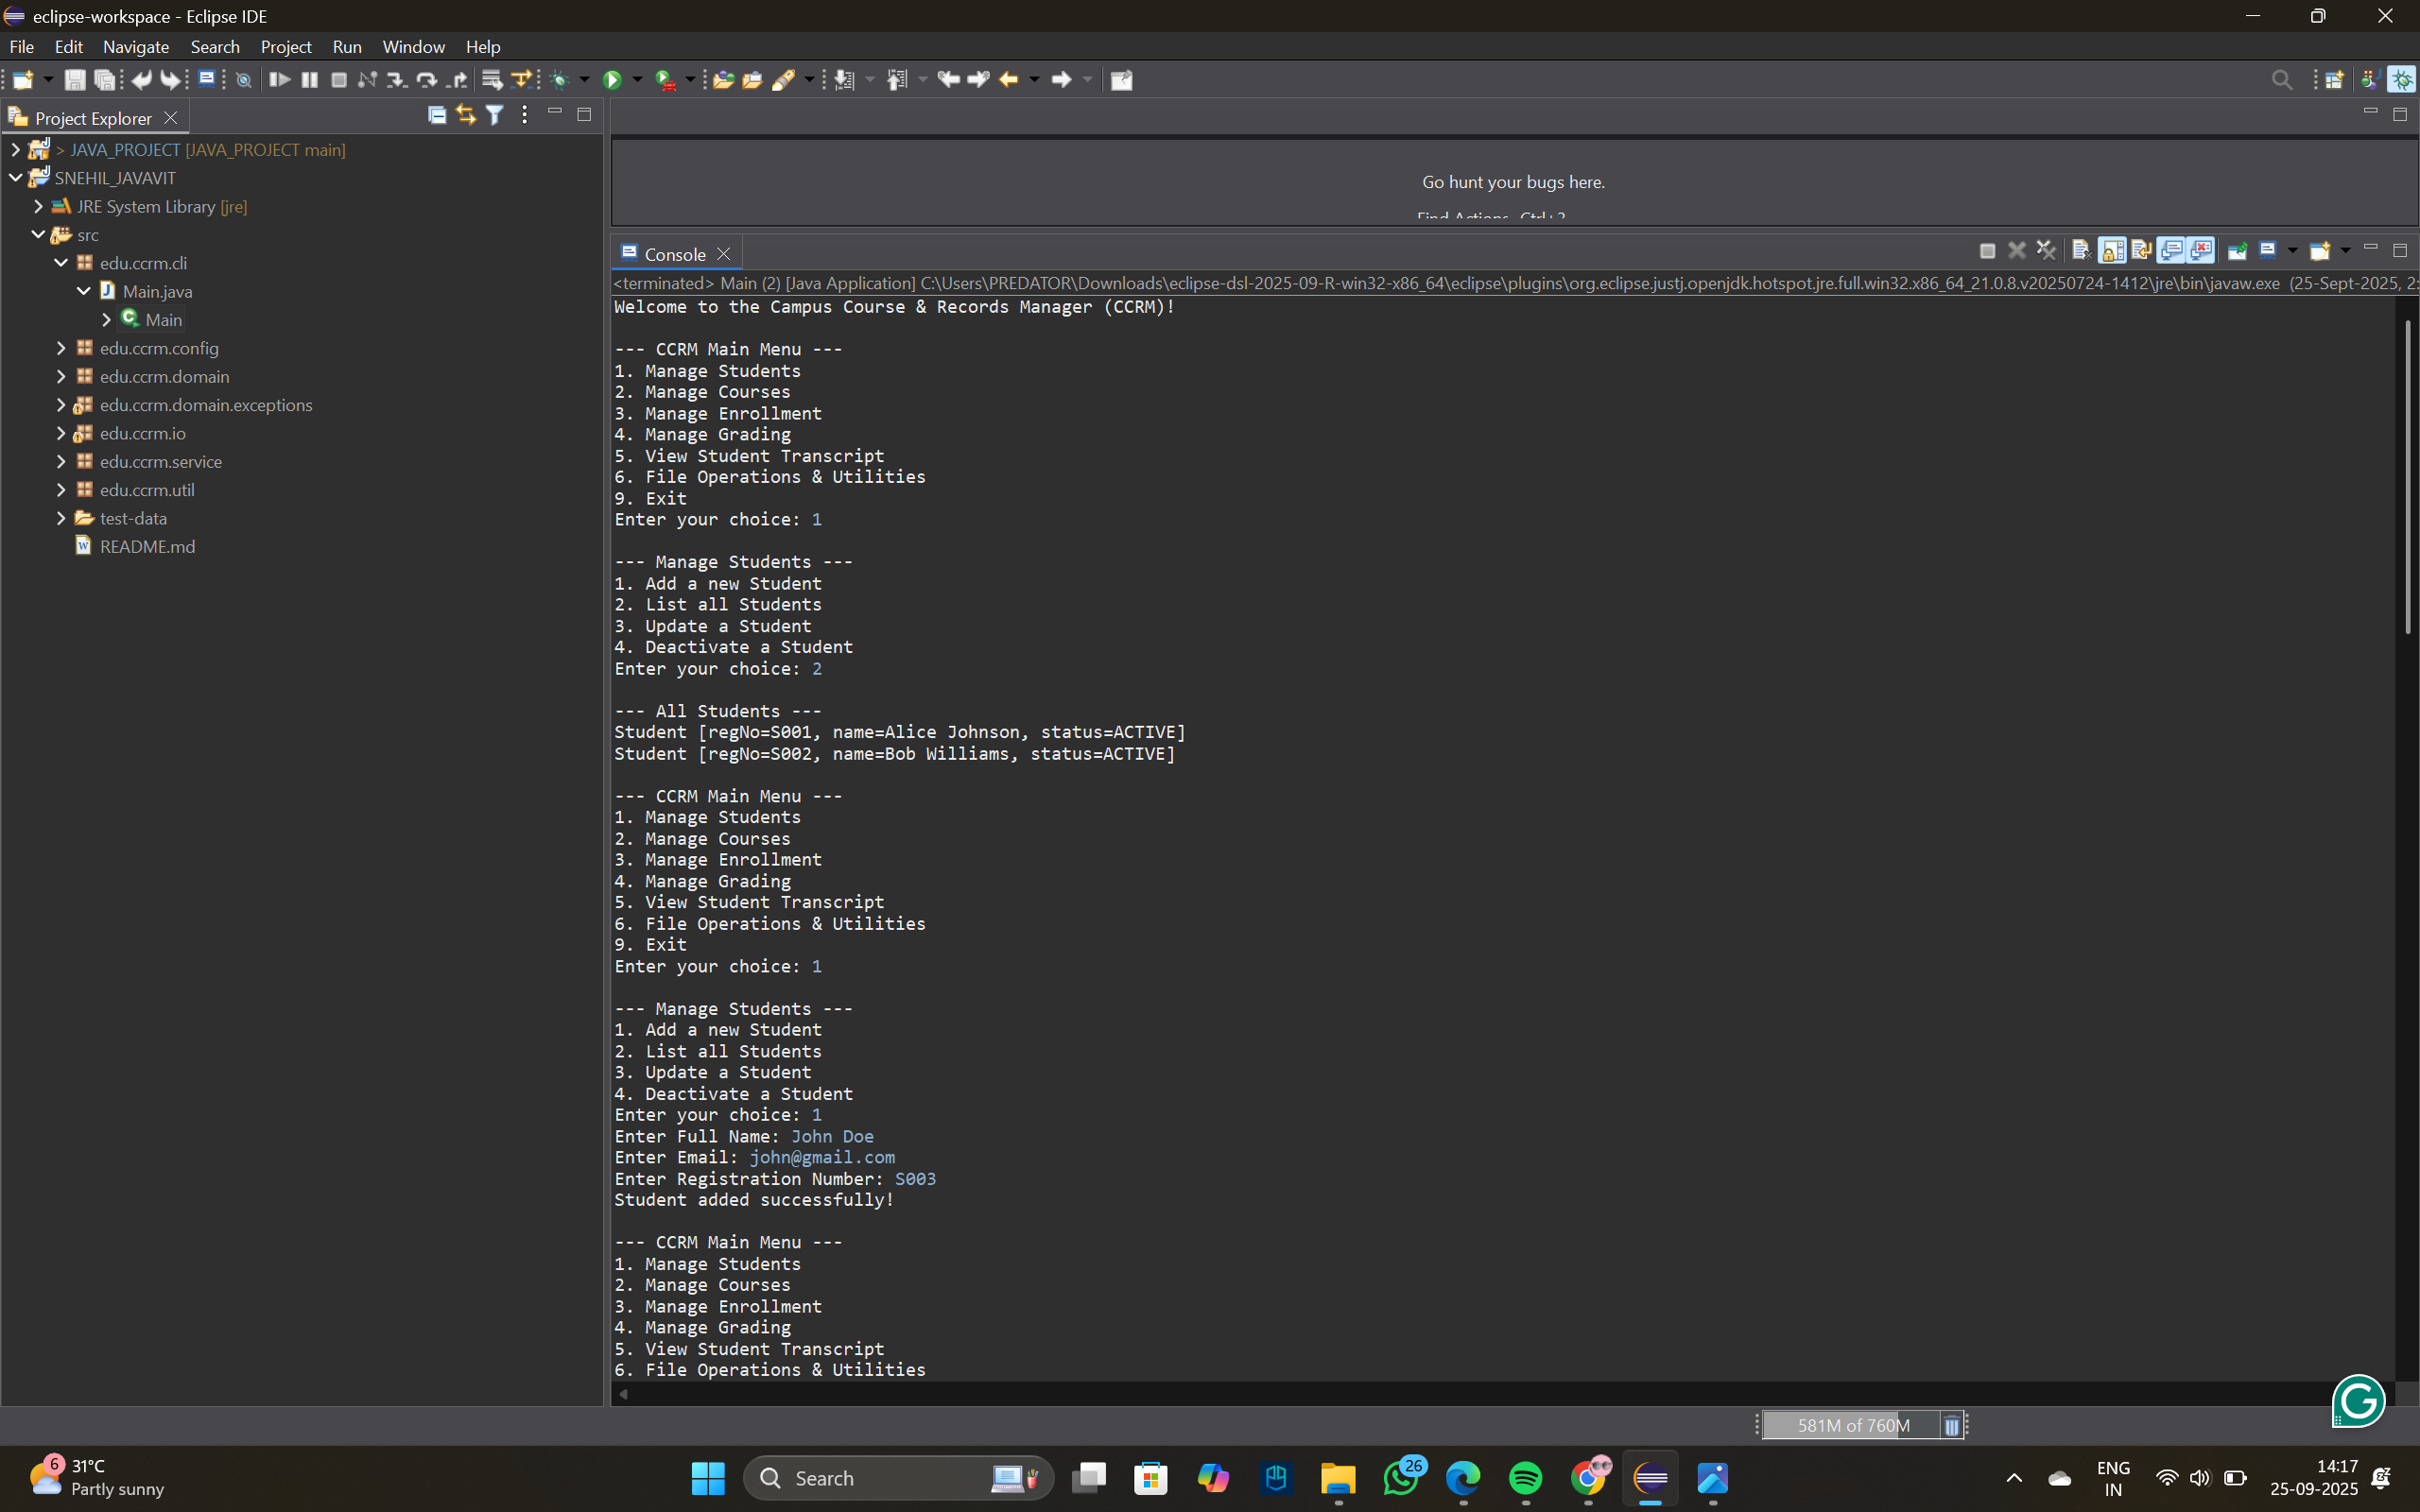 eclipse-workspace - Eclipse IDE
File Edit Navigate Search Project Run Window Help
Project Explorer
> JAVA_PROJECT [JAVA_PROJECT main]
SNEHIL_JAVAVIT
JRE System Library [jre]
src
edu.ccrm.cli
Main.java
Main
edu.ccrm.config
edu.ccrm.domain
edu.ccrm.domain.exceptions
edu.ccrm.io
edu.ccrm.service
edu.ccrm.util
test-data
README.md
Go hunt your bugs here.
Find Actions Ctrl+3
Console
<terminated> Main (2) [Java Application] C:\Users\PREDATOR\Downloads\eclipse-dsl-2025-09-R-win32-x86_64\eclipse\plugins\org.eclipse.justj.openjdk.hotspot.jre.full.win32.x86_64_21.0.8.v20250724-1412\jre\bin\javaw.exe (25-Sept-2025, 2:
Welcome to the Campus Course & Records Manager (CCRM)!
--- CCRM Main Menu ---
1. Manage Students
2. Manage Courses
3. Manage Enrollment
4. Manage Grading
5. View Student Transcript
6. File Operations & Utilities
9. Exit
Enter your choice: 1
--- Manage Students ---
1. Add a new Student
2. List all Students
3. Update a Student
4. Deactivate a Student
Enter your choice: 2
--- All Students ---
Student [regNo=S001, name=Alice Johnson, status=ACTIVE]
Student [regNo=S002, name=Bob Williams, status=ACTIVE]
--- CCRM Main Menu ---
1. Manage Students
2. Manage Courses
3. Manage Enrollment
4. Manage Grading
5. View Student Transcript
6. File Operations & Utilities
9. Exit
Enter your choice: 1
--- Manage Students ---
1. Add a new Student
2. List all Students
3. Update a Student
4. Deactivate a Student
Enter your choice: 1
Enter Full Name: John Doe
Enter Email: john@gmail.com
Enter Registration Number: S003
Student added successfully!
--- CCRM Main Menu ---
1. Manage Students
2. Manage Courses
3. Manage Enrollment
4. Manage Grading
5. View Student Transcript
6. File Operations & Utilities
581M of 760M
6
31°C
Partly sunny
Search
26
ENG
IN
14:17
25-09-2025